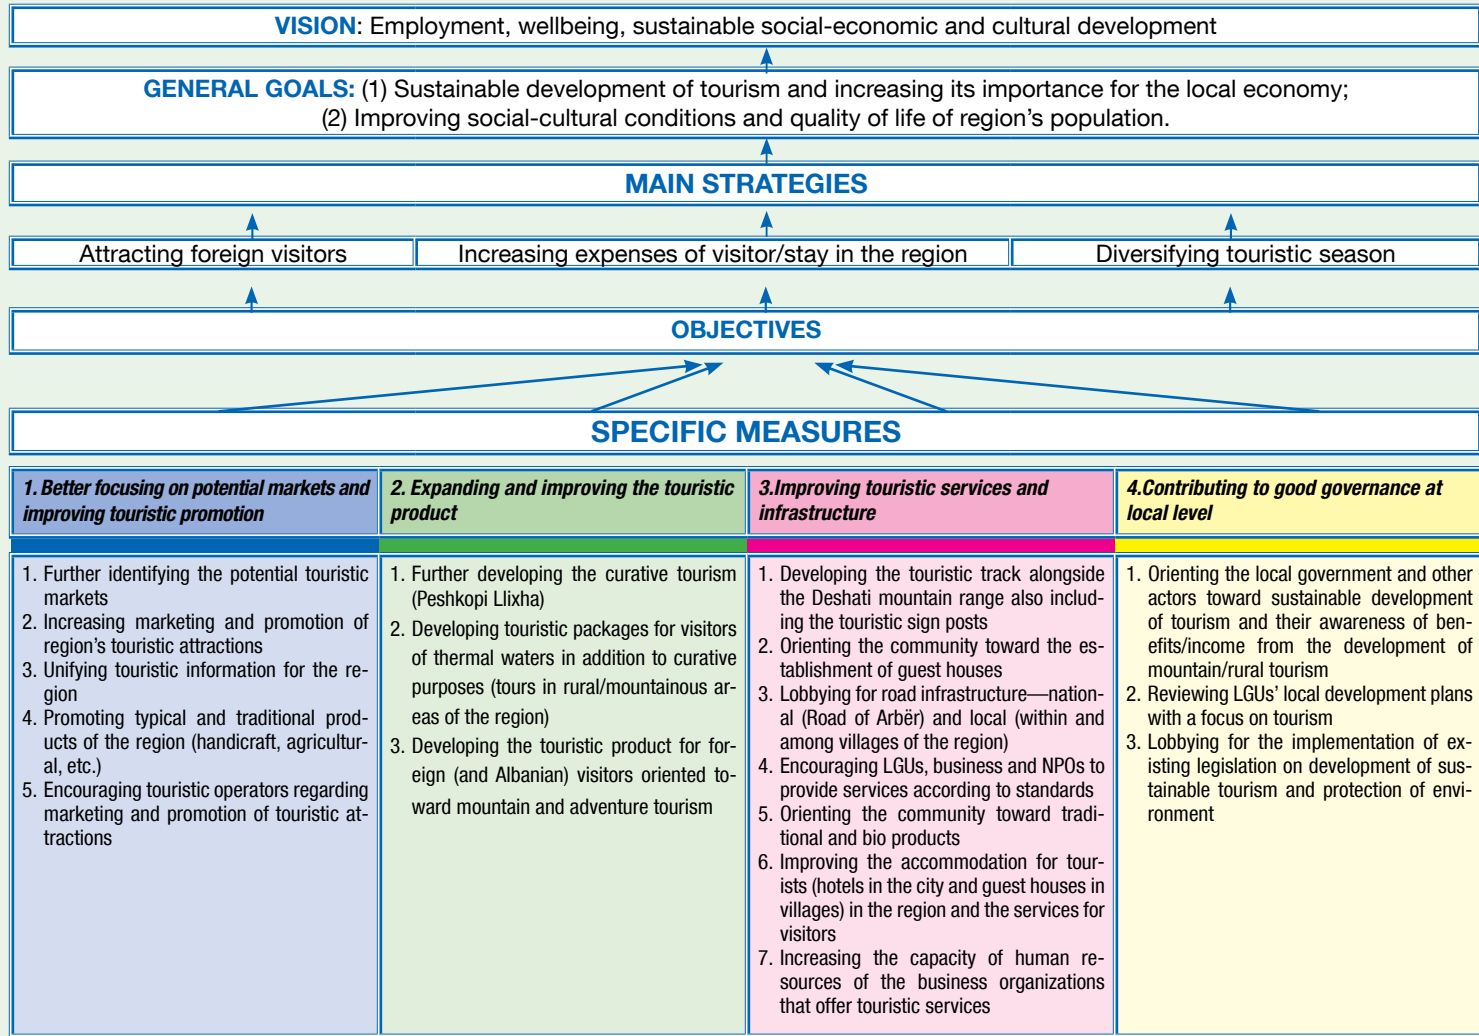 VISION: Employment, wellbeing, sustainable social-economic and cultural development
GENERAL GOALS: (1) Sustainable development of tourism and increasing its importance for the local economy;
(2) Improving social-cultural conditions and quality of life of region's population.
MAIN STRATEGIES
Attracting foreign visitors
Increasing expenses of visitor/stay in the region
Diversifying touristic season
OBJECTIVES
SPECIFIC MEASURES
1. Better focusing on potential markets and
improving touristic promotion
1. Further identifying the potential touristic
markets
2. Increasing marketing and promotion of
region's touristic attractions
3. Unifying touristic information for the re-
gion
4. Promoting typical and traditional prod-
ucts of the region (handicraft, agricultur-
al, etc.)
5. Encouraging touristic operators regarding
marketing and promotion of touristic at-
tractions
2. Expanding and improving the touristic
product
1. Further developing the curative tourism
(Peshkopi Llixha)
2. Developing touristic packages for visitors
of thermal waters in addition to curative
purposes (tours in rural/mountainous ar-
eas of the region)
3. Developing the touristic product for for-
eign (and Albanian) visitors oriented to-
ward mountain and adventure tourism
3.Improving touristic services and
infrastructure
1. Developing the touristic track alongside
the Deshati mountain range also includ-
ing the touristic sign posts
2. Orienting the community toward the es-
tablishment of guest houses
3. Lobbying for road infrastructure—nation-
al (Road of Arbër) and local (within and
among villages of the region)
4. Encouraging LGUs, business and NPOs to
provide services according to standards
5. Orienting the community toward tradi-
tional and bio products
6. Improving the accommodation for tour-
ists (hotels in the city and guest houses in
villages) in the region and the services for
visitors
7. Increasing the capacity of human re-
sources of the business organizations
that offer touristic services
4.Contributing to good governance at
local level
1. Orienting the local government and other
actors toward sustainable development
of tourism and their awareness of ben-
efits/income from the development of
mountain/rural tourism
2. Reviewing LGUs' local development plans
with a focus on tourism
3. Lobbying for the implementation of ex-
isting legislation on development of sus-
tainable tourism and protection of envi-
ronment